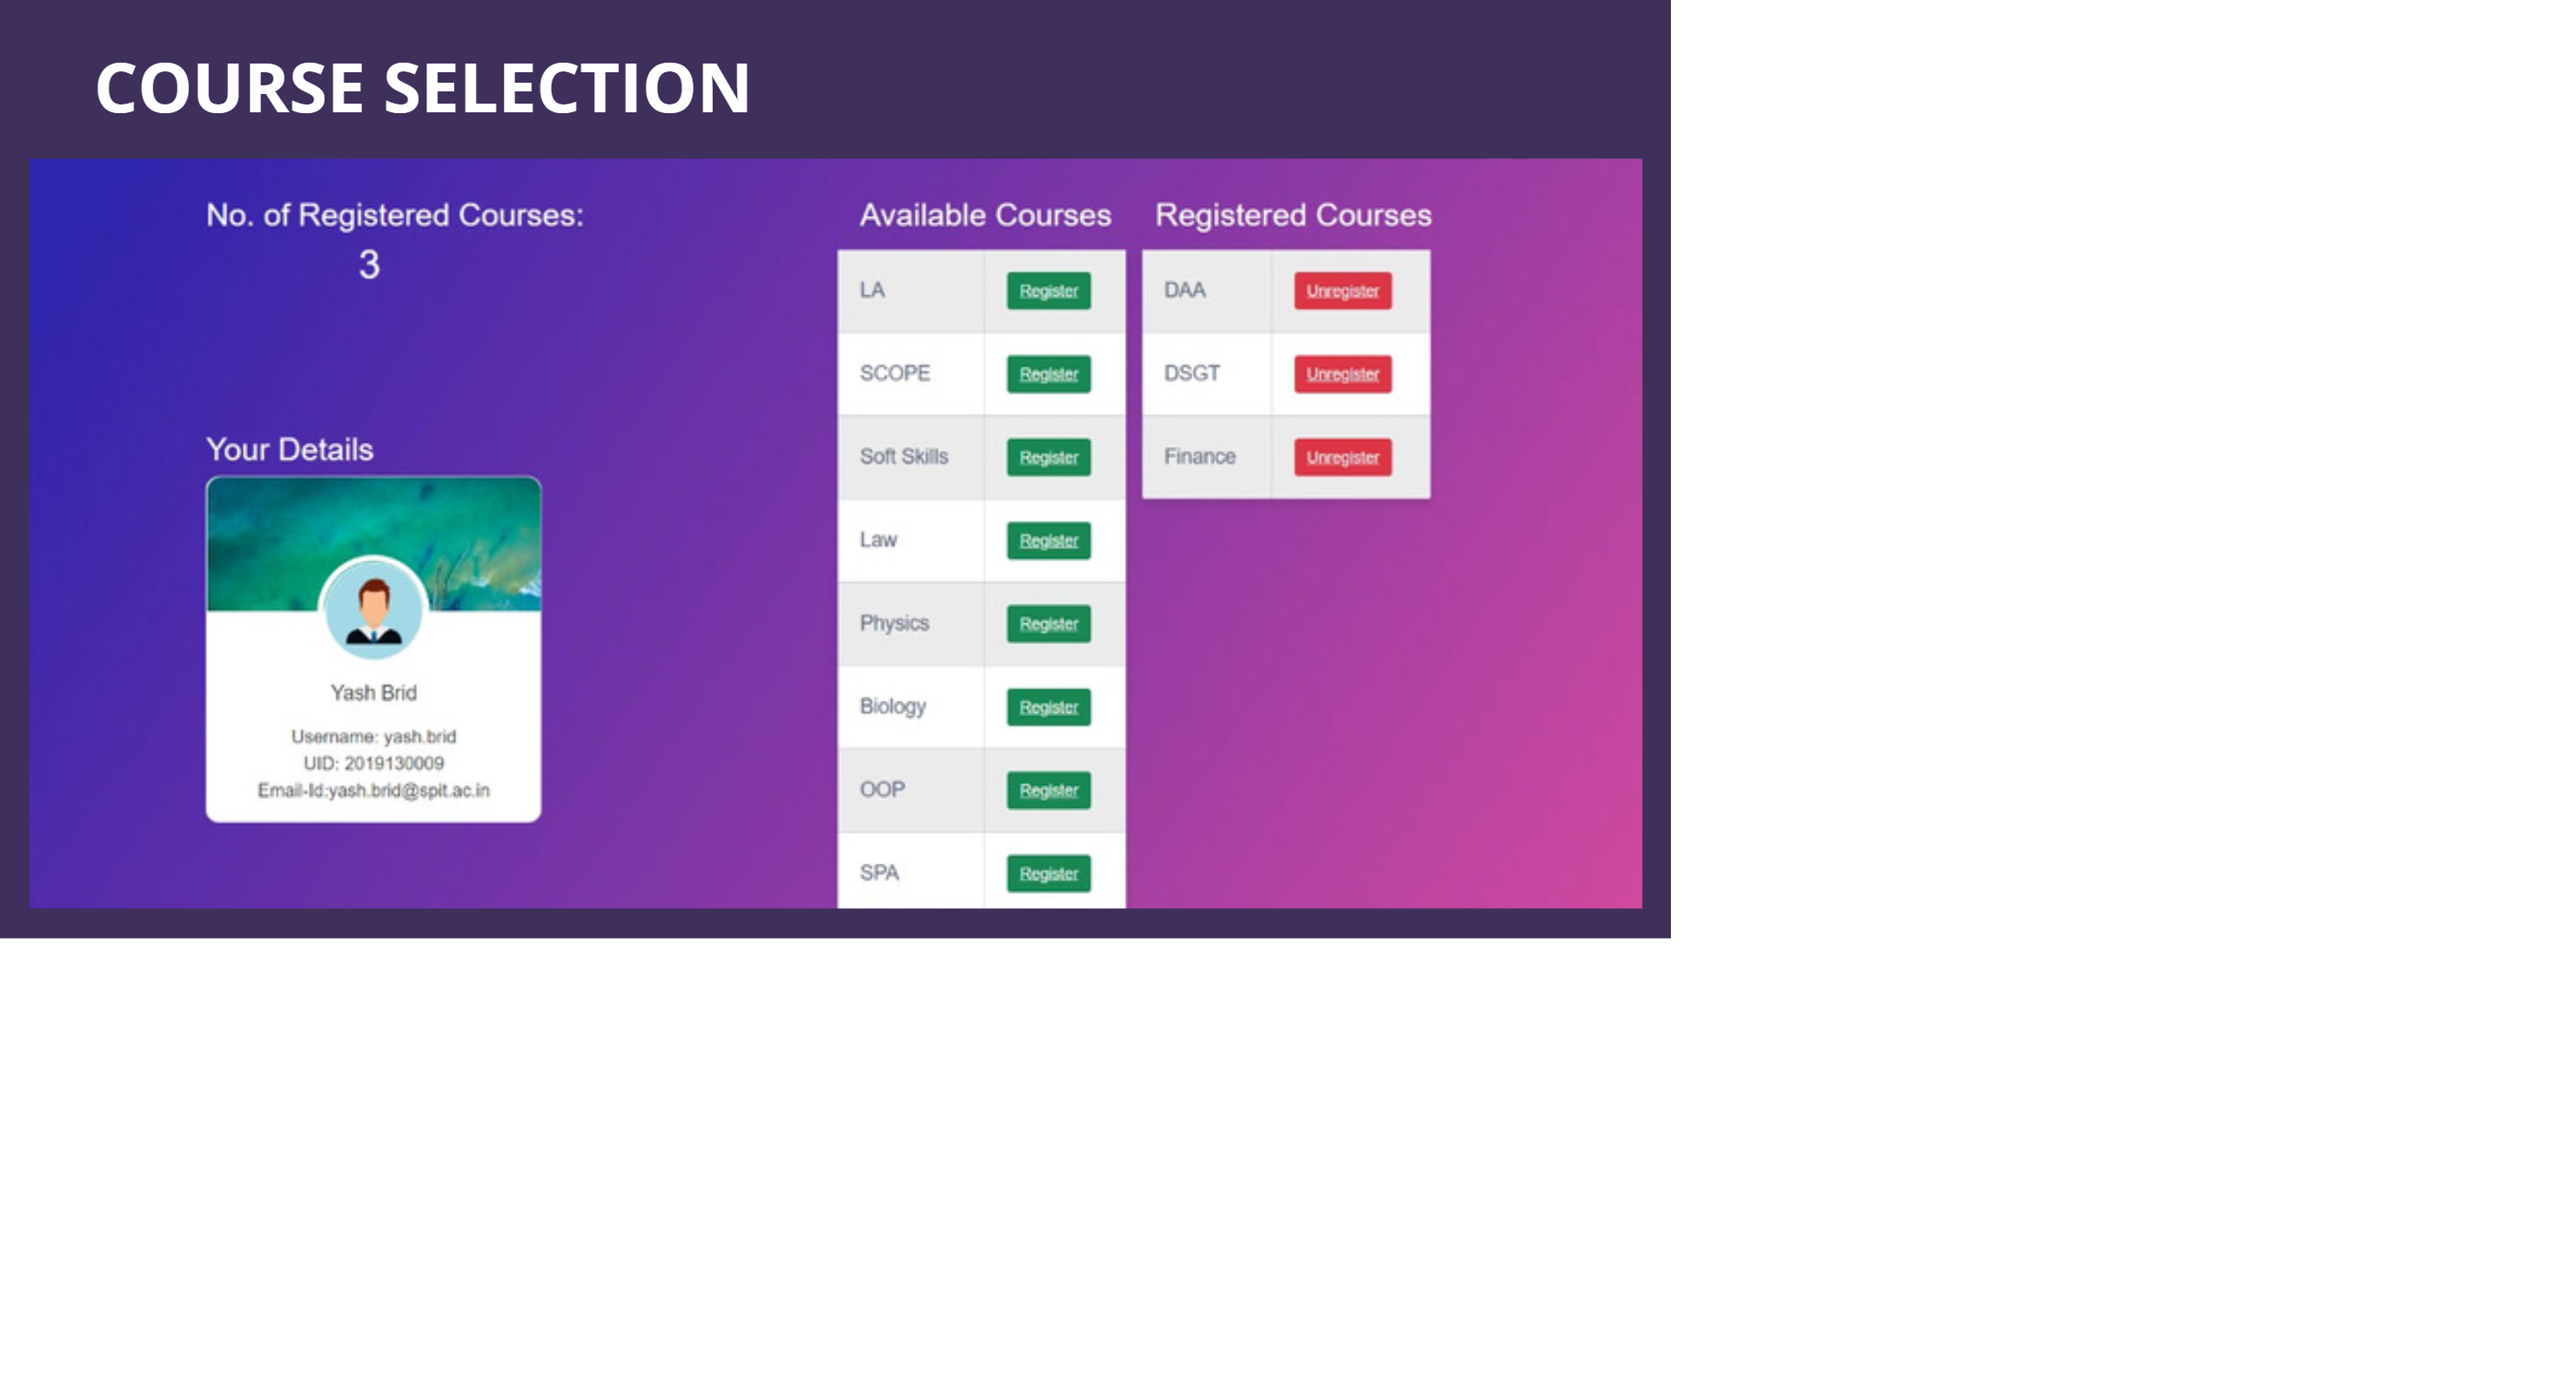 COURSE SELECTION
No. of Registered Courses:
3
Your Details
Yash Brid
Username: yash.brid
UID: 2019130009
Email-Id:yash.brid@spit.ac.in
Available Courses
LA Register
SCOPE Register
Soft Skills Register
Law Register
Physics Register
Biology Register
OOP Register
SPA Register
Registered Courses
DAA Unregister
DSGT Unregister
Finance Unregister